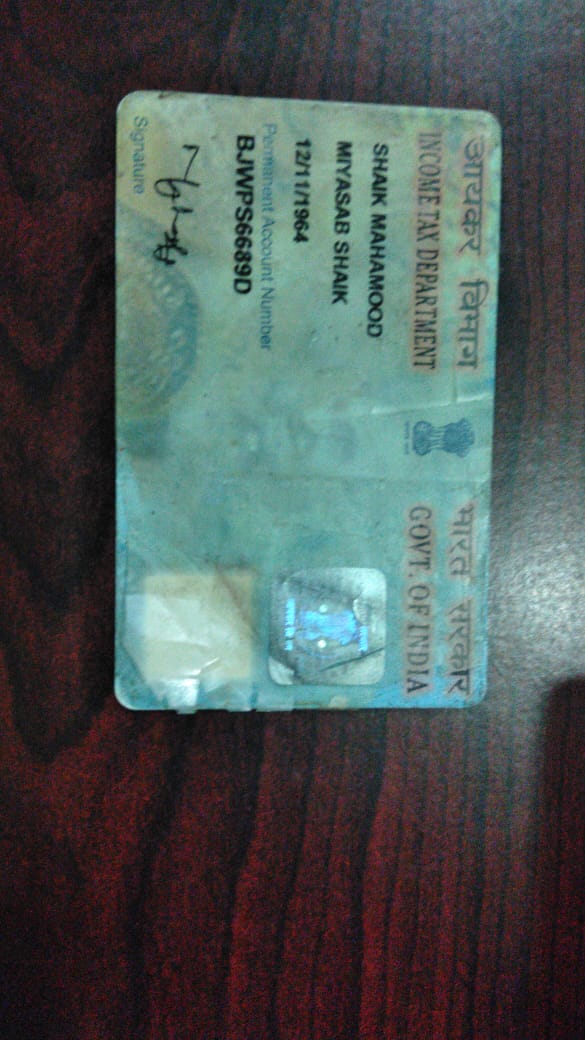 आयकर विभाग
भारत सरकार
INCOME TAX DEPARTMENT
GOVT. OF INDIA
SHAIK MAHAMOOD
MIYASAB SHAIK
12/11/1964
Permanent Account Number
BJWPS6689D
Signature